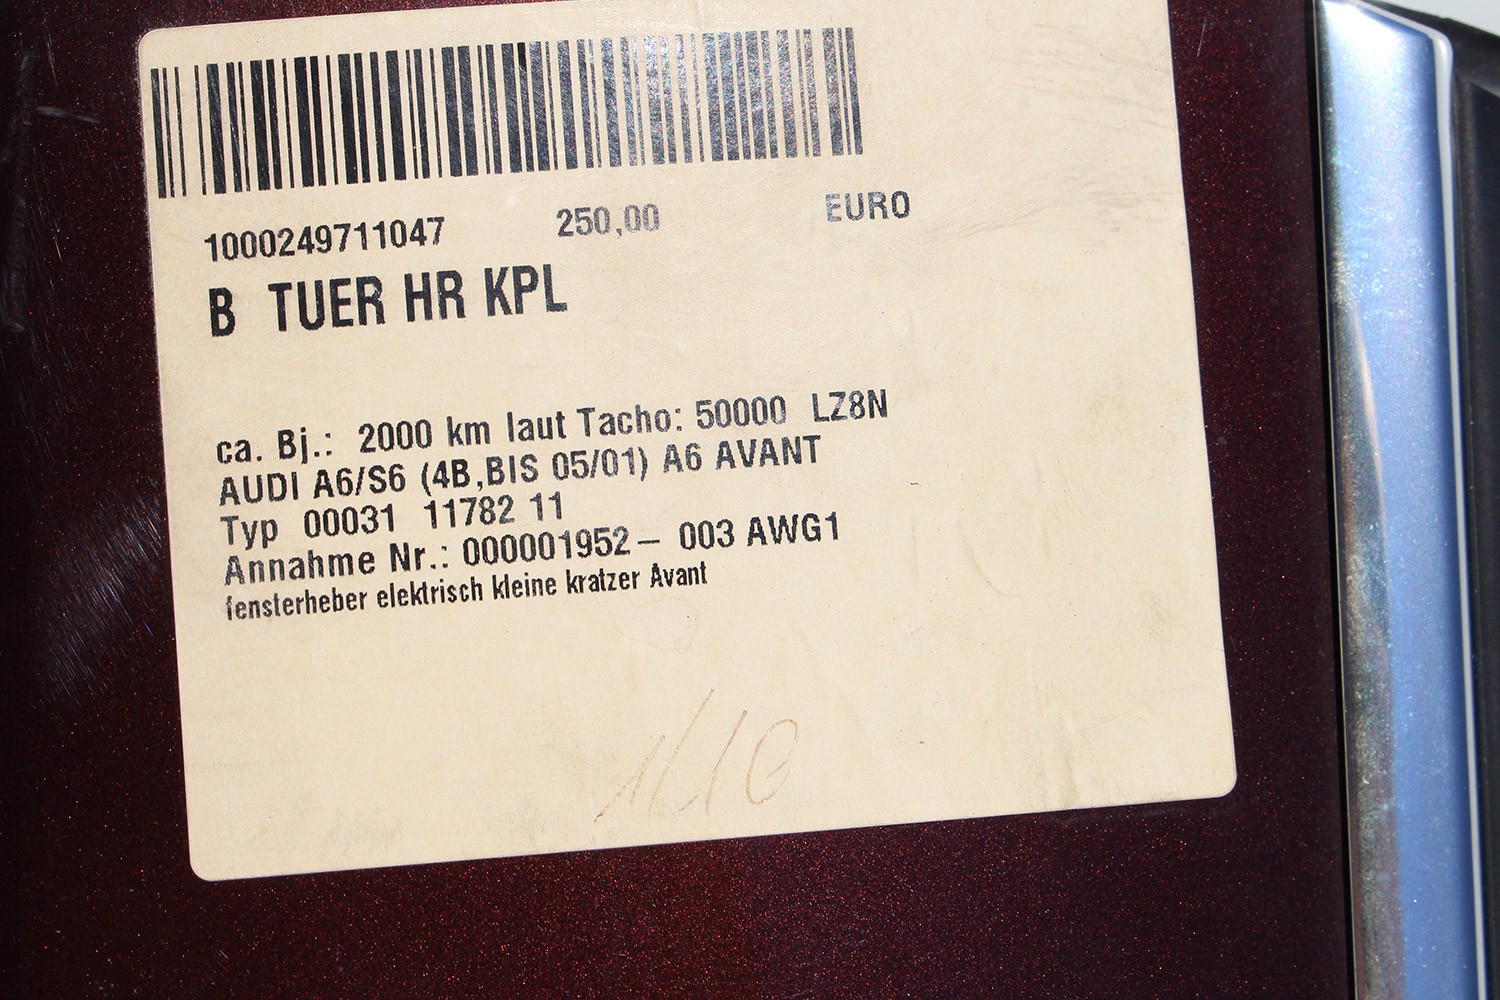 1000249711047 250,00 EURO
B TUER HR KPL
ca. Bj.: 2000 km laut Tacho: 50000 LZ8N
AUDI A6/S6 (4B,BIS 05/01) A6 AVANT
Typ 00031 11782 11
Annahme Nr.: 000001952- 003 AWG1
fensterheber elektrisch kleine kratzer Avant